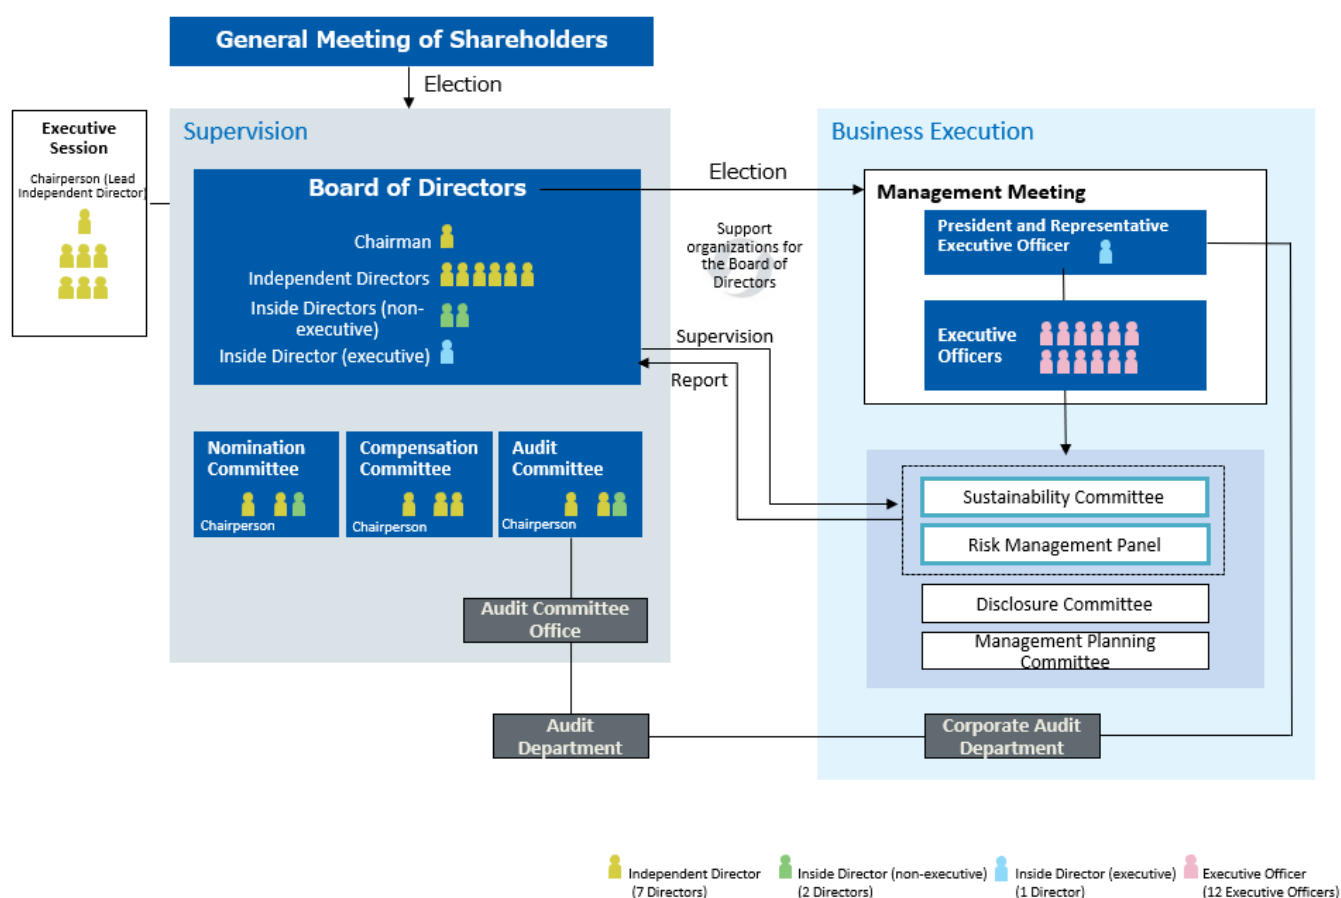 General Meeting of Shareholders
Election
Executive
Session
Chairperson (Lead
Independent Director)
Supervision
Board of Directors
Chairman
Independent Directors
Inside Directors (non-
executive)
Inside Director (executive)
Nomination
Committee
Chairperson
Compensation
Committee
Chairperson
Audit
Committee
Chairperson
Audit Committee
Office
Audit
Department
Election
Support
organizations for
the Board of
Directors
Supervision
Report
Business Execution
Management Meeting
President and Representative
Executive Officer
Executive
Officers
Sustainability Committee
Risk Management Panel
Disclosure Committee
Management Planning
Committee
Corporate Audit
Department
Independent Director
(7 Directors)
Inside Director (non-executive)
(2 Directors)
Inside Director (executive)
(1 Director)
Executive Officer
(12 Executive Officers)